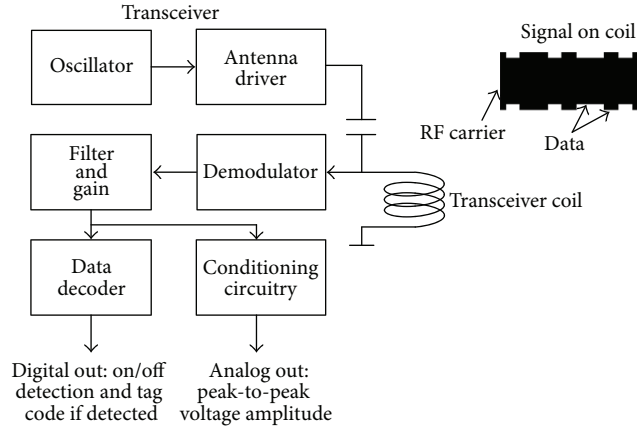 Transceiver
Oscillator
Antenna
driver
Signal on coil
RF carrier
Data
Filter
and
gain
Demodulator
Transceiver coil
Data
decoder
Conditioning
circuitry
Digital out: on/off
detection and tag
code if detected
Analog out:
peak-to-peak
voltage amplitude